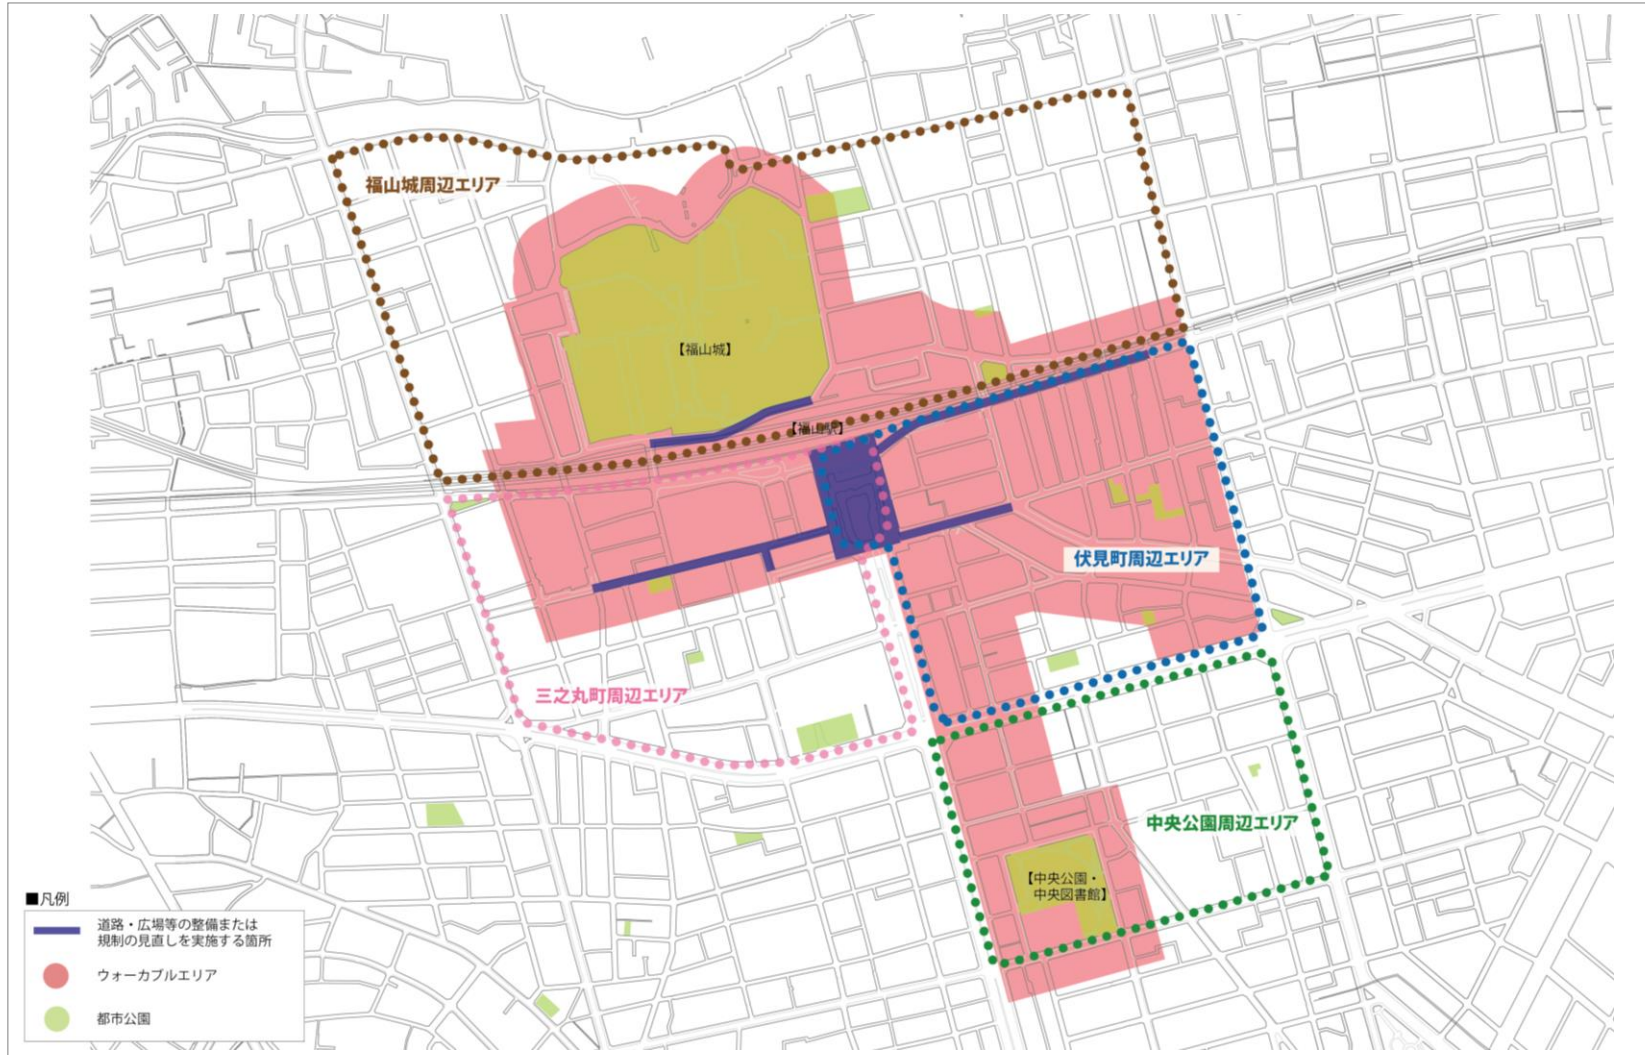 福山城周辺エリア
【福山城】
【福山駅】
伏見町周辺エリア
三之丸町周辺エリア
中央公園周辺エリア
【中央公園・
中央図書館】
■凡例
道路・広場等の整備または
規制の見直しを実施する箇所
ウォーカブルエリア
都市公園